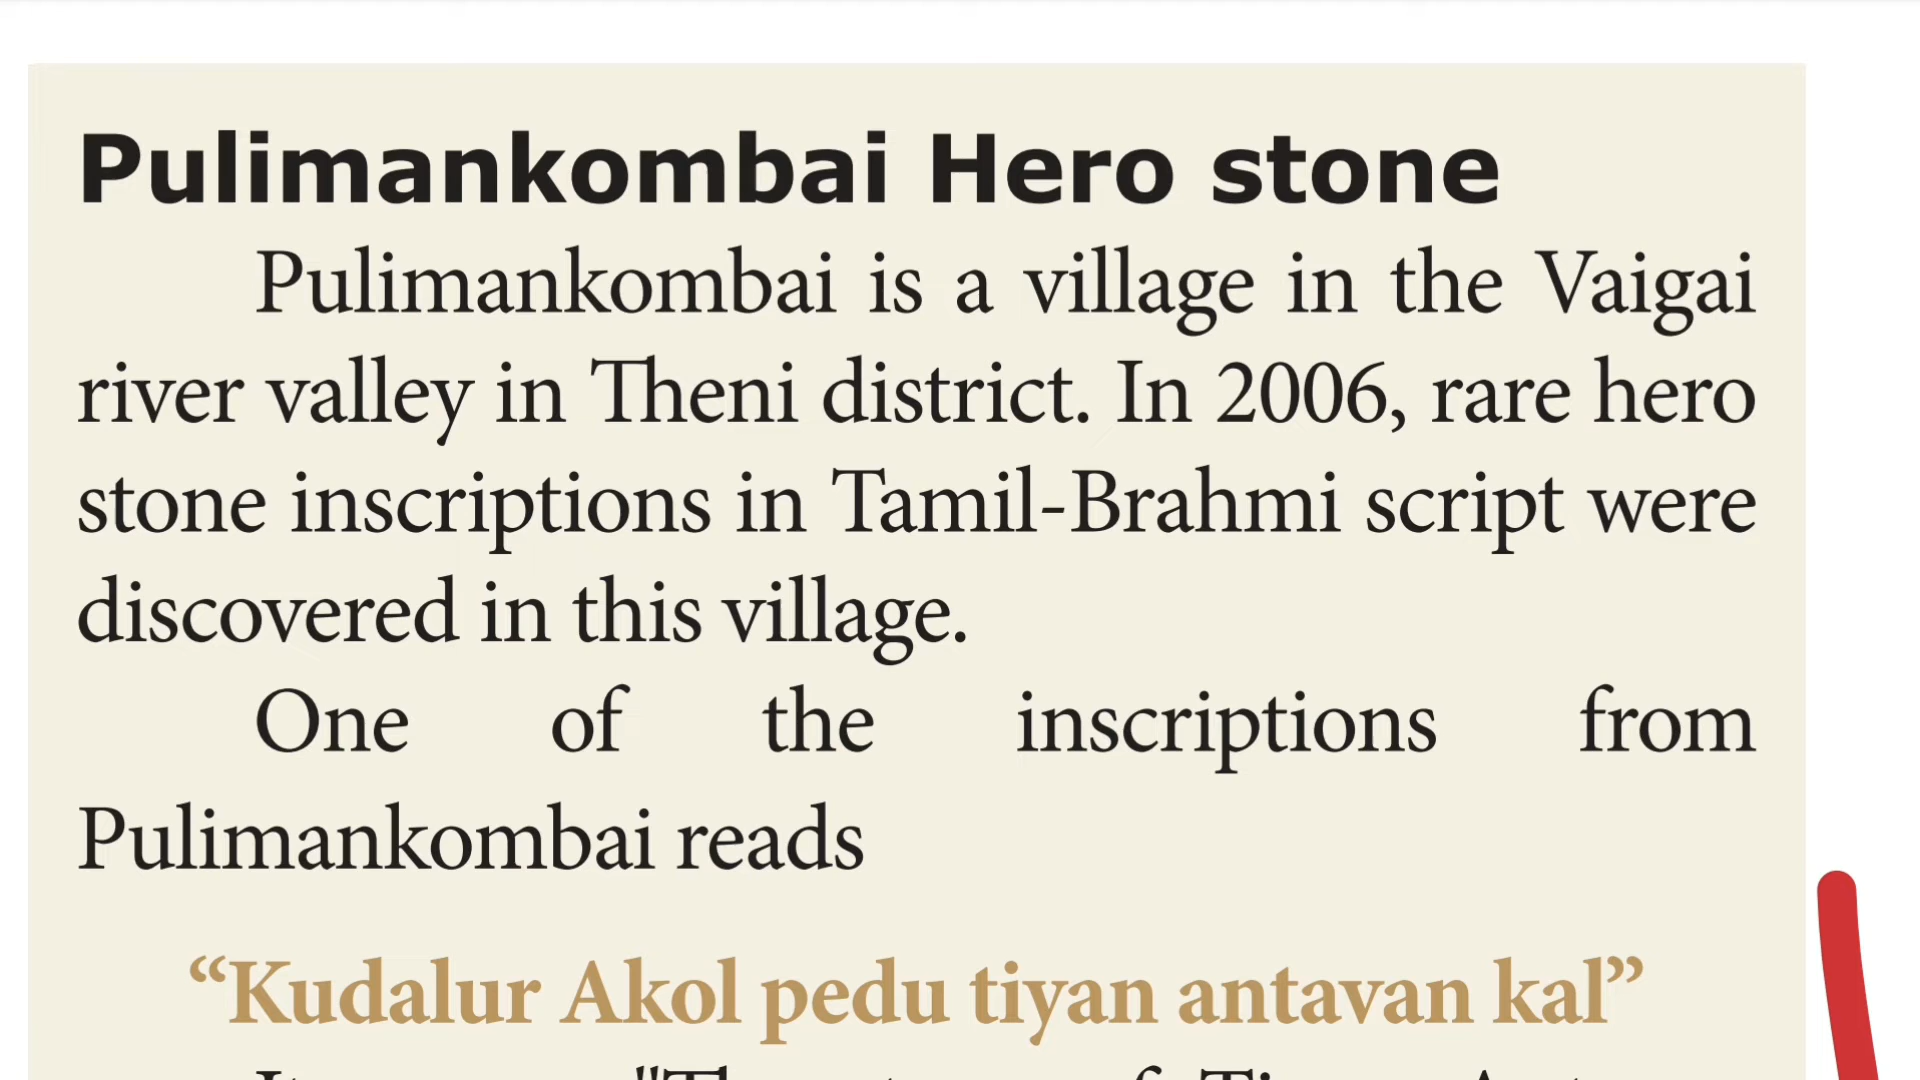 Pulimankombai Hero stone
Pulimankombai is a village in the Vaigai
river valley in Theni district. In 2006, rare hero
stone inscriptions in Tamil-Brahmi script were
discovered in this village.
One of the inscriptions from
Pulimankombai reads
“Kudalur Akol pedu tiyan antavan kal”